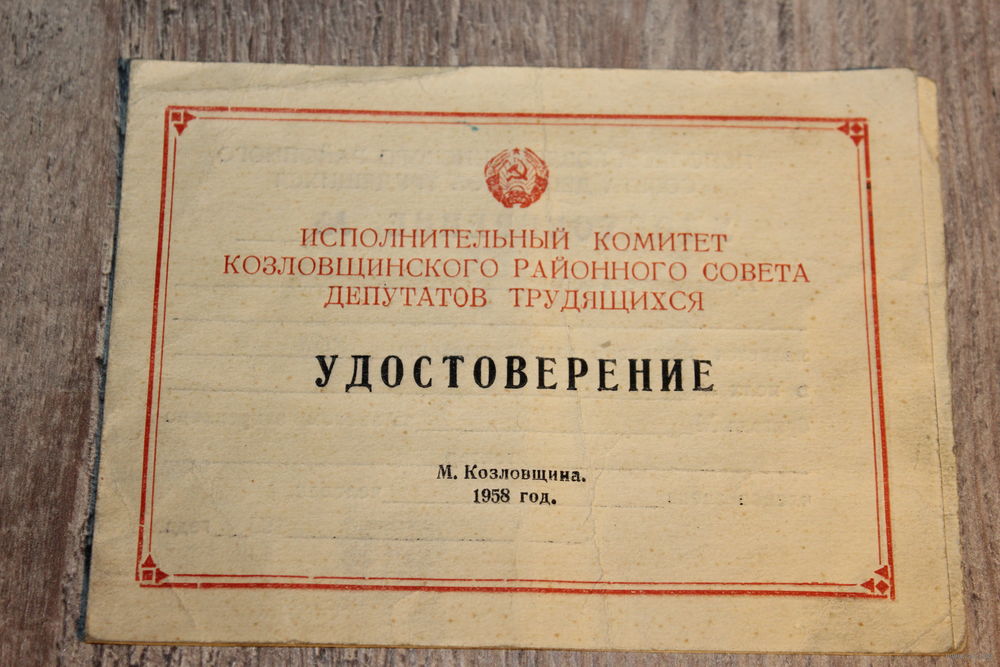 ИСПОЛНИТЕЛЬНЫЙ КОМИТЕТ
КОЗЛОВЩИНСКОГО РАЙОННОГО СОВЕТА
ДЕПУТАТОВ ТРУДЯЩИХСЯ
УДОСТОВЕРЕНИЕ
М. Козловщина.
1958 год.